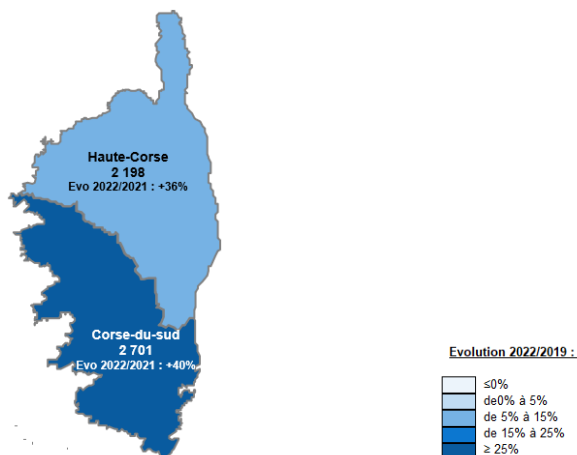 Haute-Corse
2 198
Evo 2022/2021 : +36%
Corse-du-sud
2 701
Evo 2022/2021 : +40%
Evolution 2022/2019 :
≤0%
de0% à 5%
de 5% à 15%
de 15% à 25%
≥ 25%